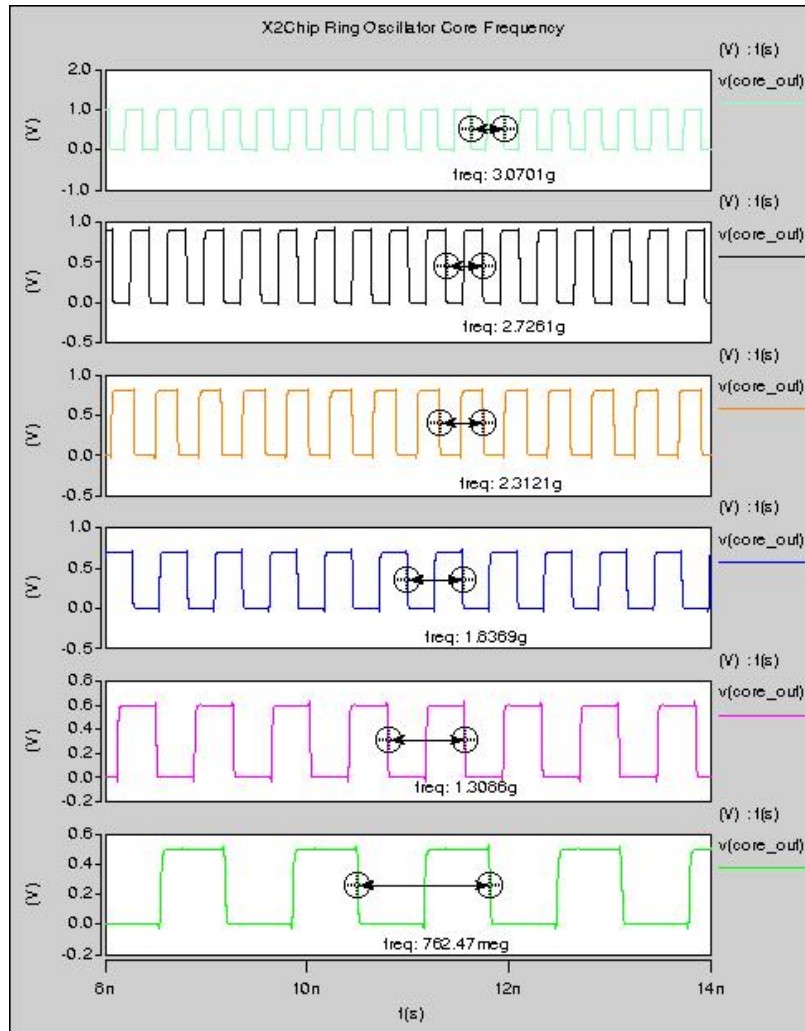 X2Chip Ring Oscillator Core Frequency
(V) : t(s)
v(core_out)
2.0
1.0
0.0
-1.0
(V)
freq: 3.0701g
(V) : t(s)
v(core_out)
1.0
0.5
0.0
-0.5
(V)
freq: 2.7261g
(V) : t(s)
v(core_out)
1.0
0.5
0.0
-0.5
(V)
freq: 2.3121g
(V) : t(s)
v(core_out)
1.0
0.5
0.0
-0.5
(V)
freq: 1.8369g
(V) : t(s)
v(core_out)
0.8
0.6
0.4
0.2
0.0
-0.2
(V)
freq: 1.3086g
(V) : t(s)
v(core_out)
0.6
0.4
0.2
0.0
-0.2
(V)
freq: 762.47meg
8n 10n 12n 14n
t(s)